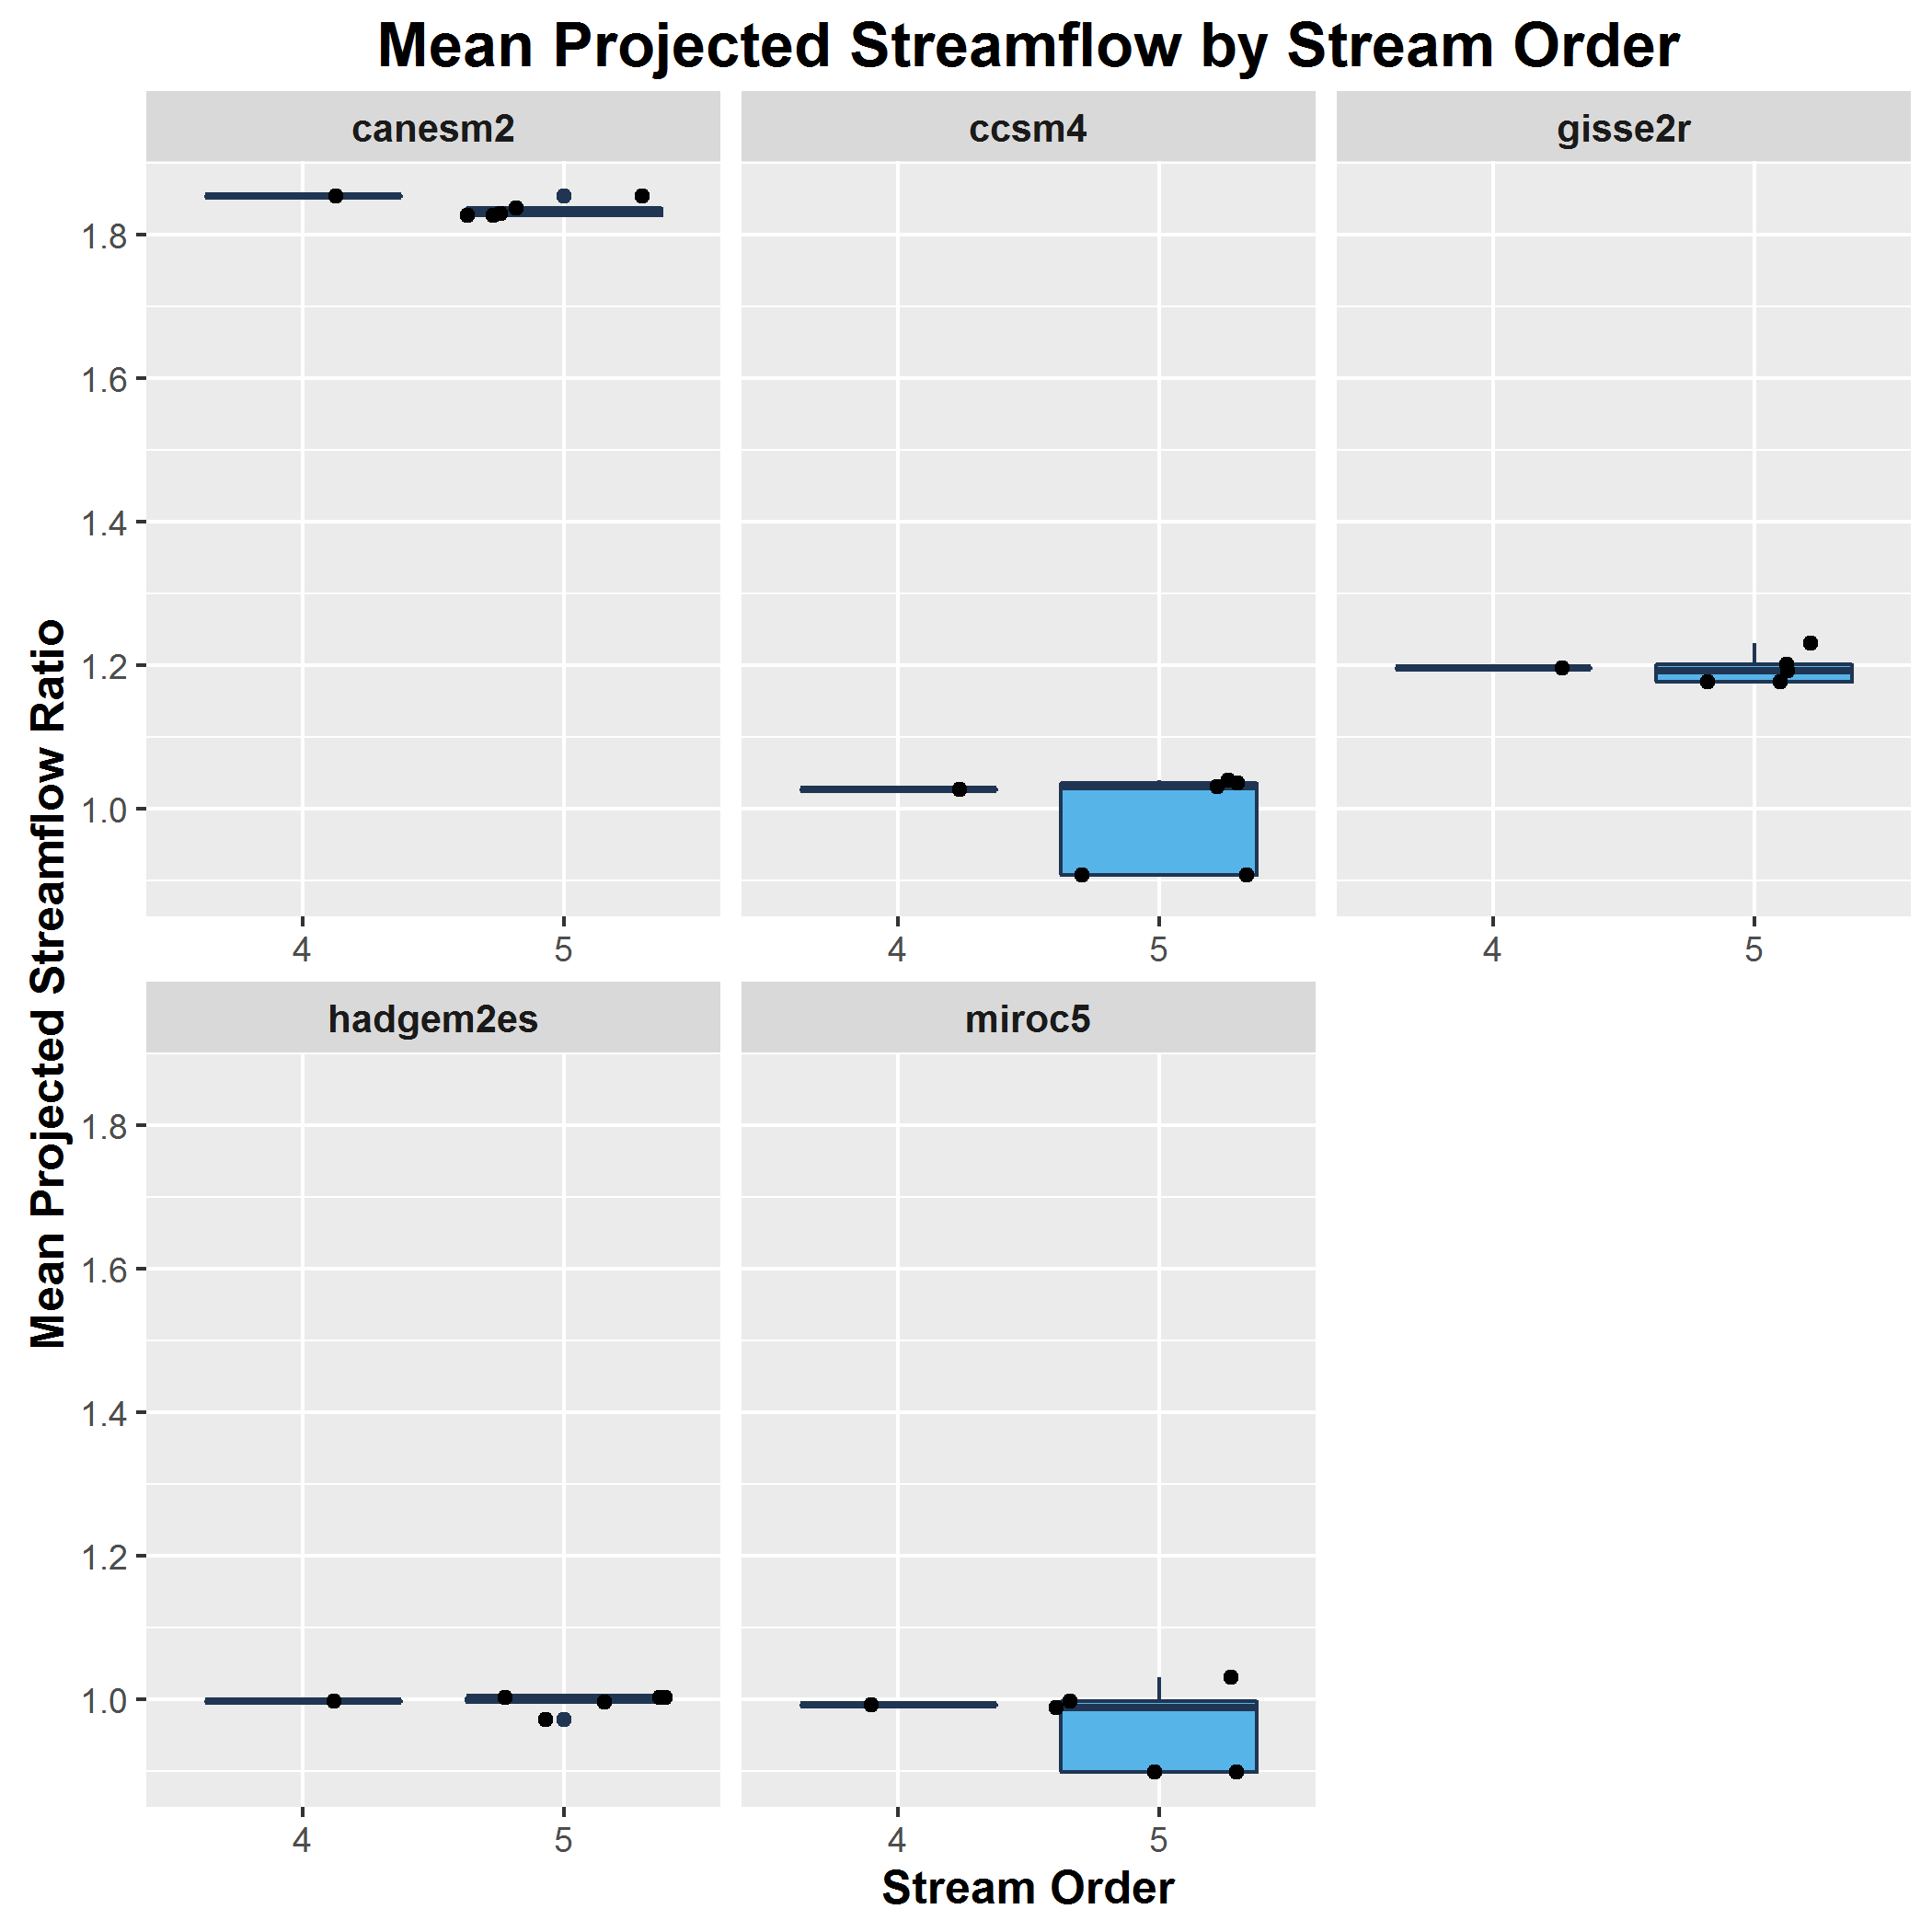 Mean Projected Streamflow by Stream Order
canesm2
ccsm4
gisse2r
1.8
1.6
1.4
1.2
1.0
4 5
4 5
4 5
Mean Projected Streamflow Ratio
hadgem2es
miroc5
1.8
1.6
1.4
1.2
1.0
4 5
4 5
Stream Order